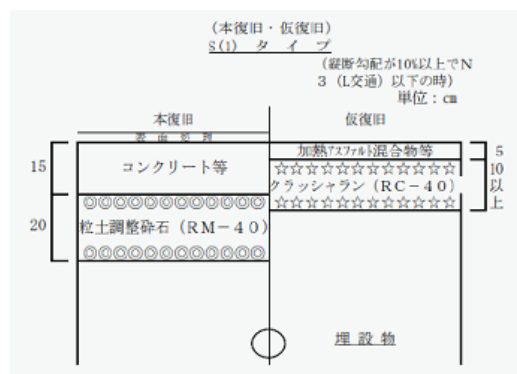 (本復旧・仮復旧)
S(1) タイプ
(縦断勾配が10%以上でN
3(L交通)以下の時)
単位:㎝
本復旧
仮復旧
表面処理
加熱アスファルト混合物等
5
15
コンクリート等
☆☆☆☆☆☆☆☆☆☆☆☆
10
クラッシャラン(RC-40)
以
◎◎◎◎◎◎◎◎◎◎◎◎
☆☆☆☆☆☆☆☆☆☆☆☆
上
20
粒土調整砕石(RM-40)
◎◎◎◎◎◎◎◎◎◎◎◎
埋設物